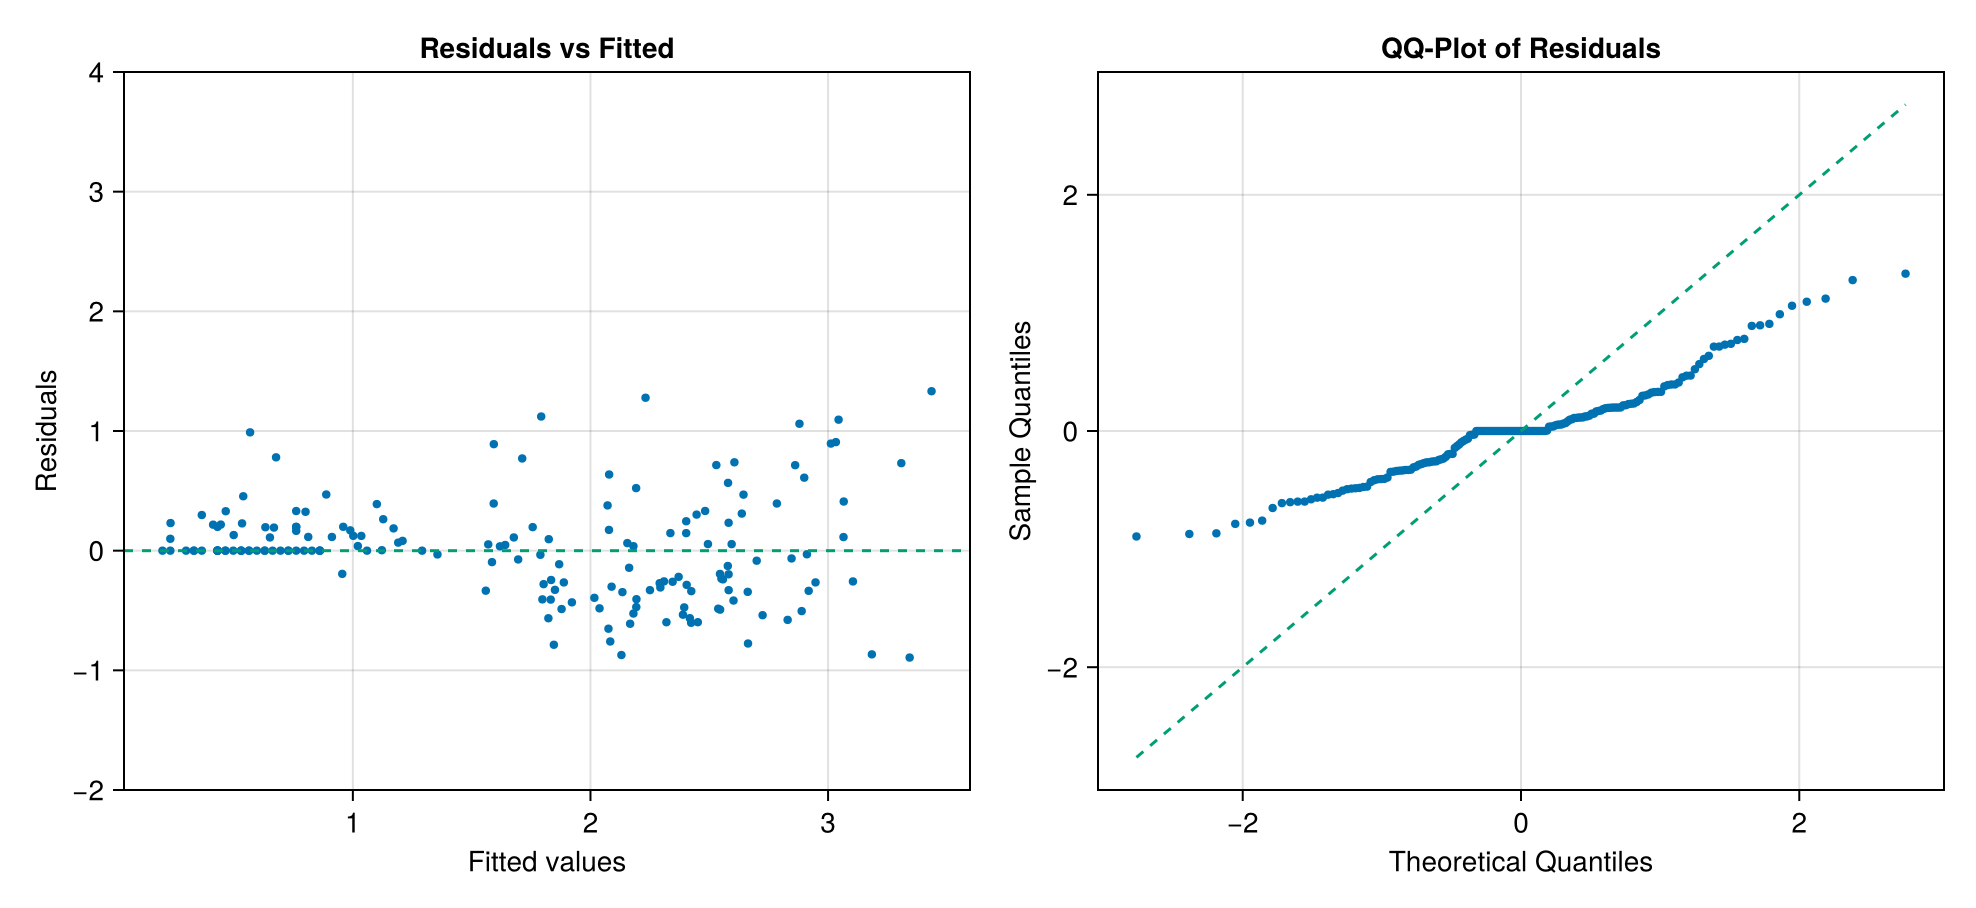 Residuals vs Fitted
4
3
2
1
0
−1
−2
1
2
3
Residuals
Fitted values
QQ-Plot of Residuals
2
0
−2
−2
0
2
Sample Quantiles
Theoretical Quantiles